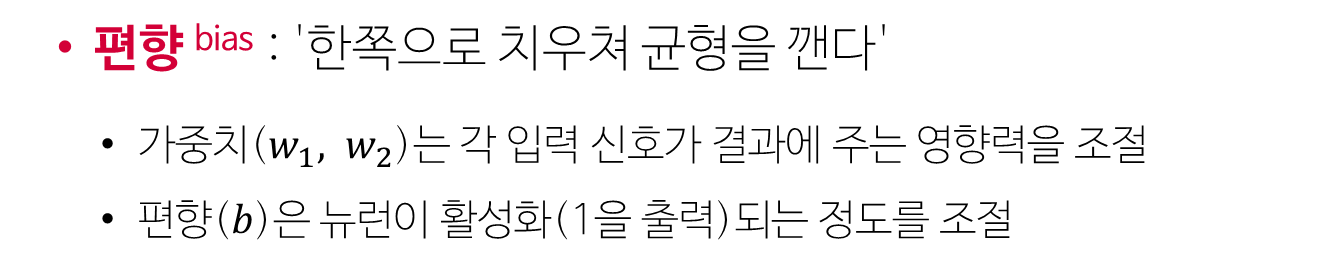 • 편향 bias : '한쪽으로 치우쳐 균형을 깬다'
• 가중치(w₁, w₂)는 각 입력 신호가 결과에 주는 영향력을 조절
• 편향(b)은 뉴런이 활성화(1을 출력)되는 정도를 조절